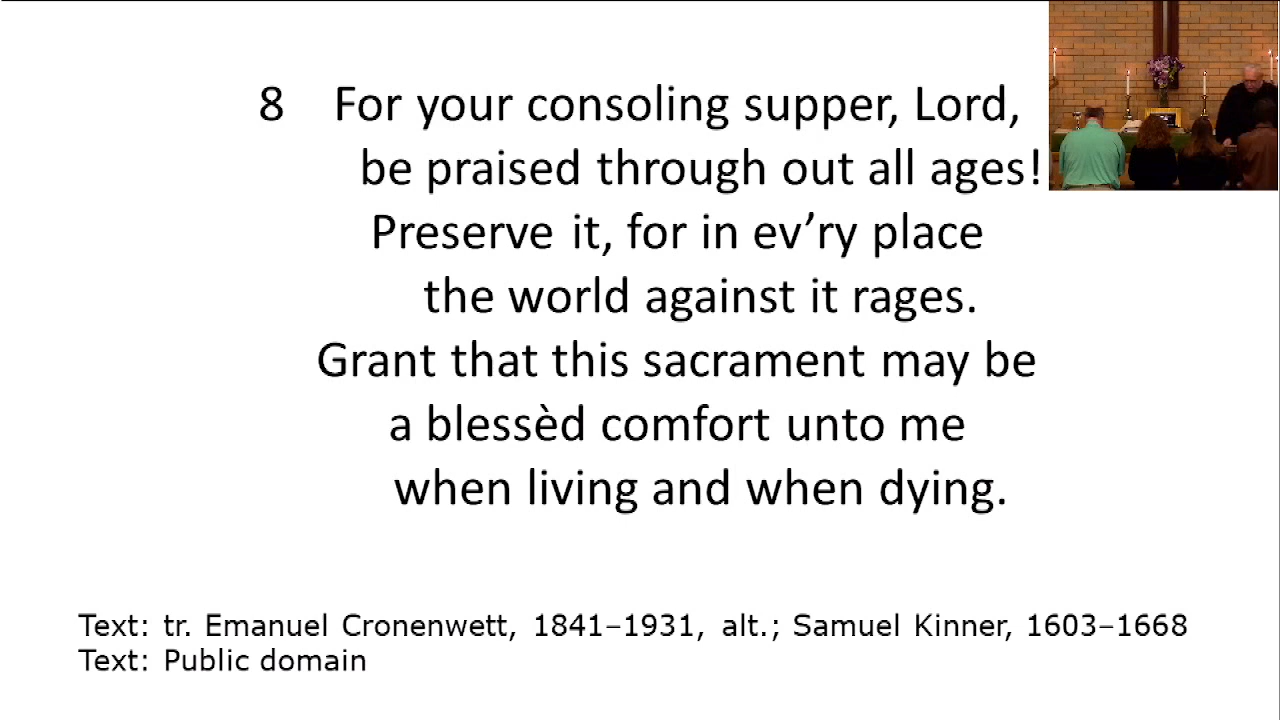 8 For your consoling supper, Lord,
be praised through out all ages!
Preserve it, for in ev’ry place
the world against it rages.
Grant that this sacrament may be
a blessèd comfort unto me
when living and when dying.
Text: tr. Emanuel Cronenwett, 1841–1931, alt.; Samuel Kinner, 1603–1668
Text: Public domain